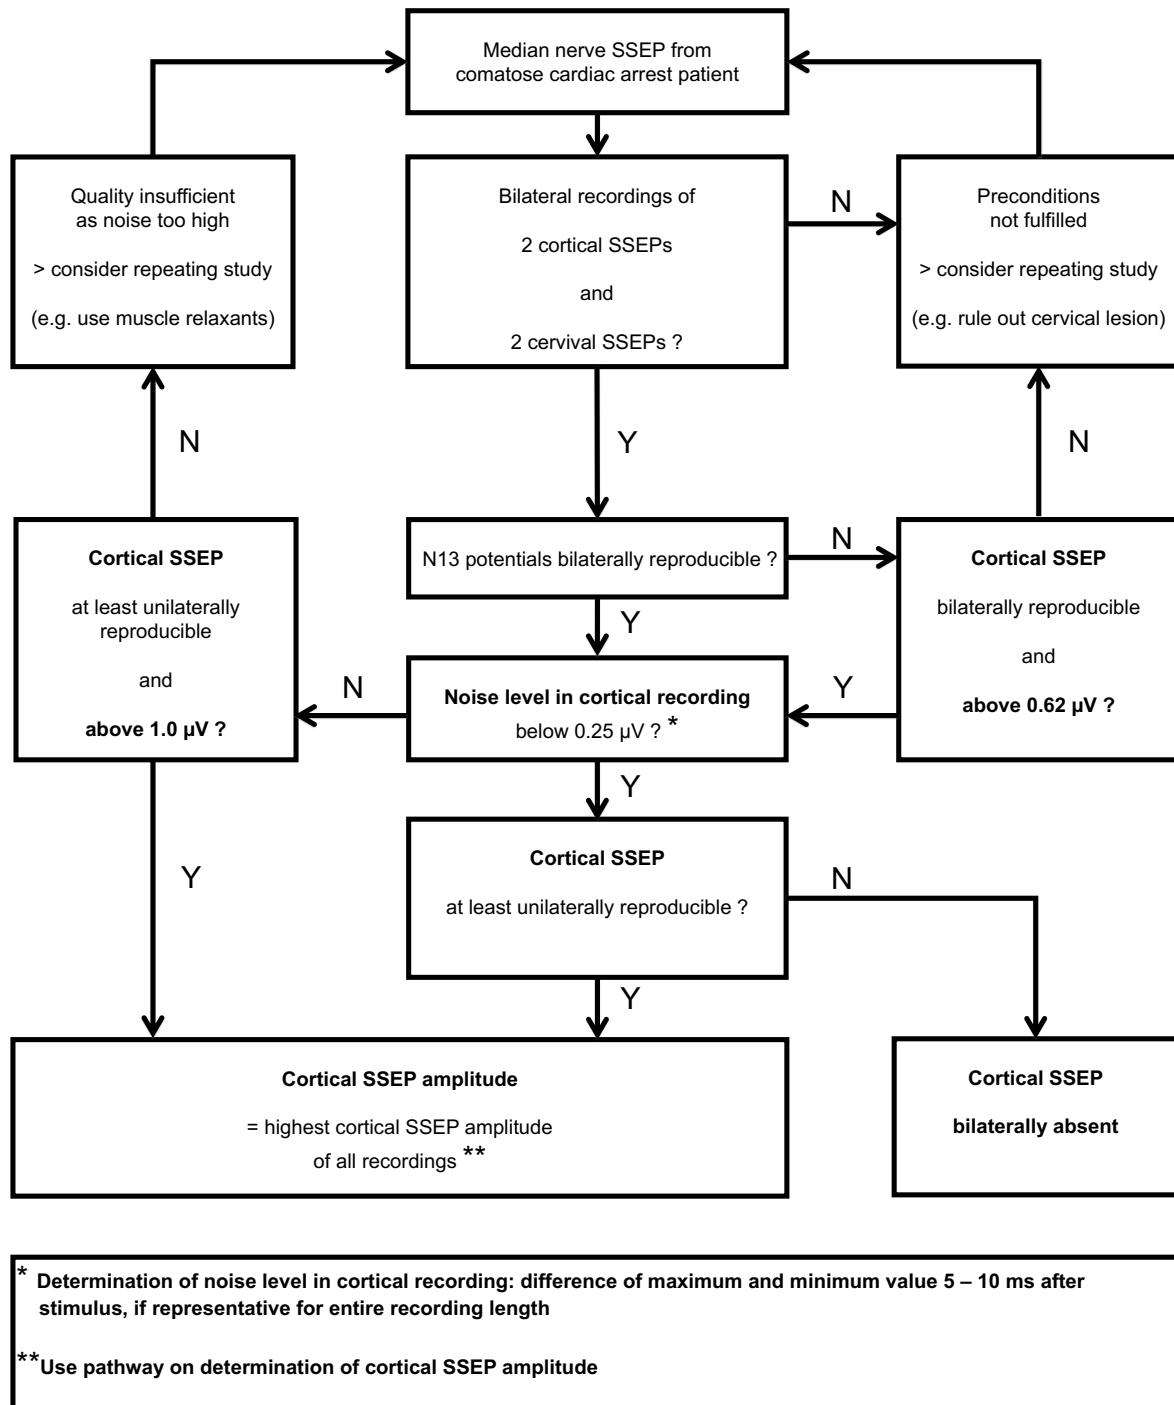 Median nerve SSEP from
comatose cardiac arrest patient
Quality insufficient
as noise too high
> consider repeating study
(e.g. use muscle relaxants)
Bilateral recordings of
2 cortical SSEPs
and
2 cervival SSEPs ?
N
Preconditions
not fulfilled
> consider repeating study
(e.g. rule out cervical lesion)
N
Y
N
Cortical SSEP
at least unilaterally
reproducible
and
above 1.0 µV ?
N13 potentials bilaterally reproducible ?
N
Y
Cortical SSEP
bilaterally reproducible
and
above 0.62 µV ?
N
Noise level in cortical recording
below 0.25 µV ? *
Y
Y
Y
Cortical SSEP
at least unilaterally reproducible ?
N
Y
Cortical SSEP amplitude
= highest cortical SSEP amplitude
of all recordings **
Cortical SSEP
bilaterally absent
* Determination of noise level in cortical recording: difference of maximum and minimum value 5 – 10 ms after
stimulus, if representative for entire recording length
**Use pathway on determination of cortical SSEP amplitude